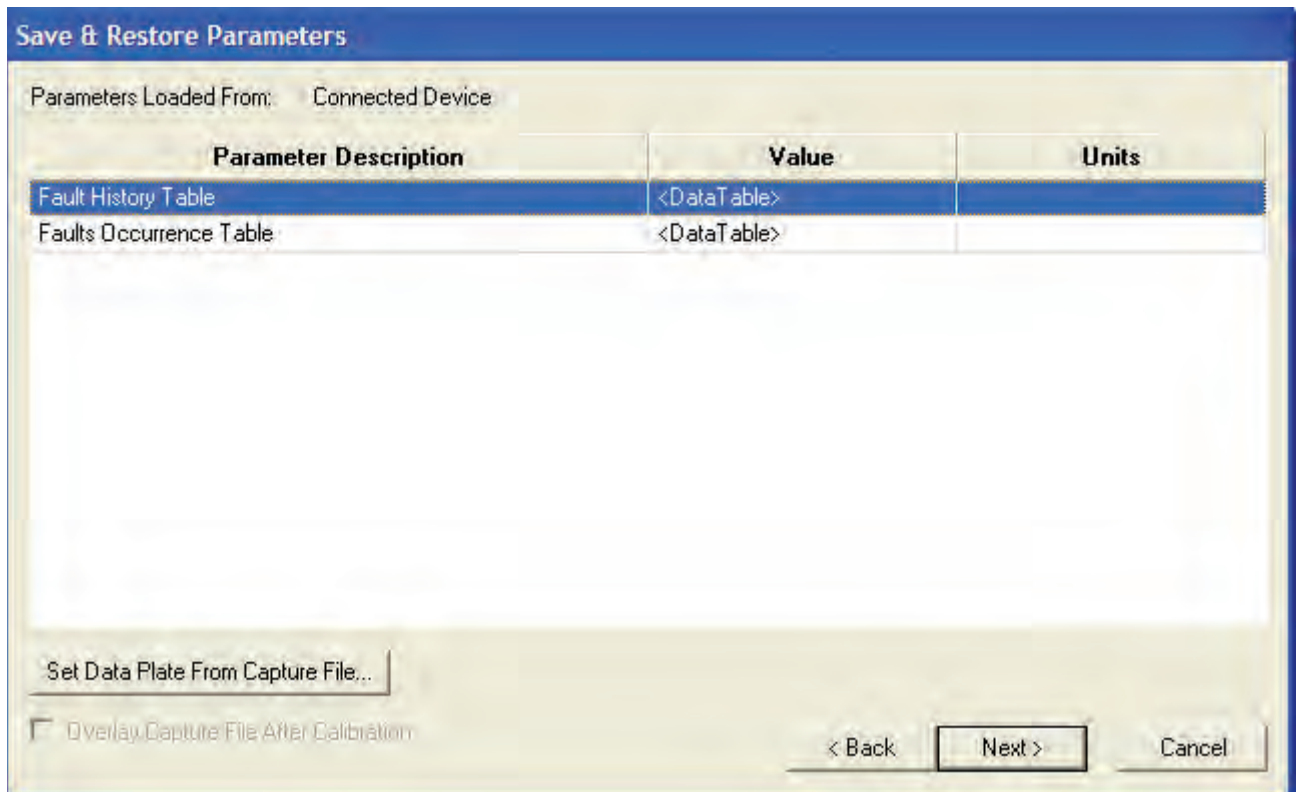 Save & Restore Parameters
Parameters Loaded From: Connected Device
Parameter Description Value Units
Fault History Table <DataTable>
Faults Occurrence Table <DataTable>
Set Data Plate From Capture File...
Overlay Capture File After Calibration
< Back Next > Cancel